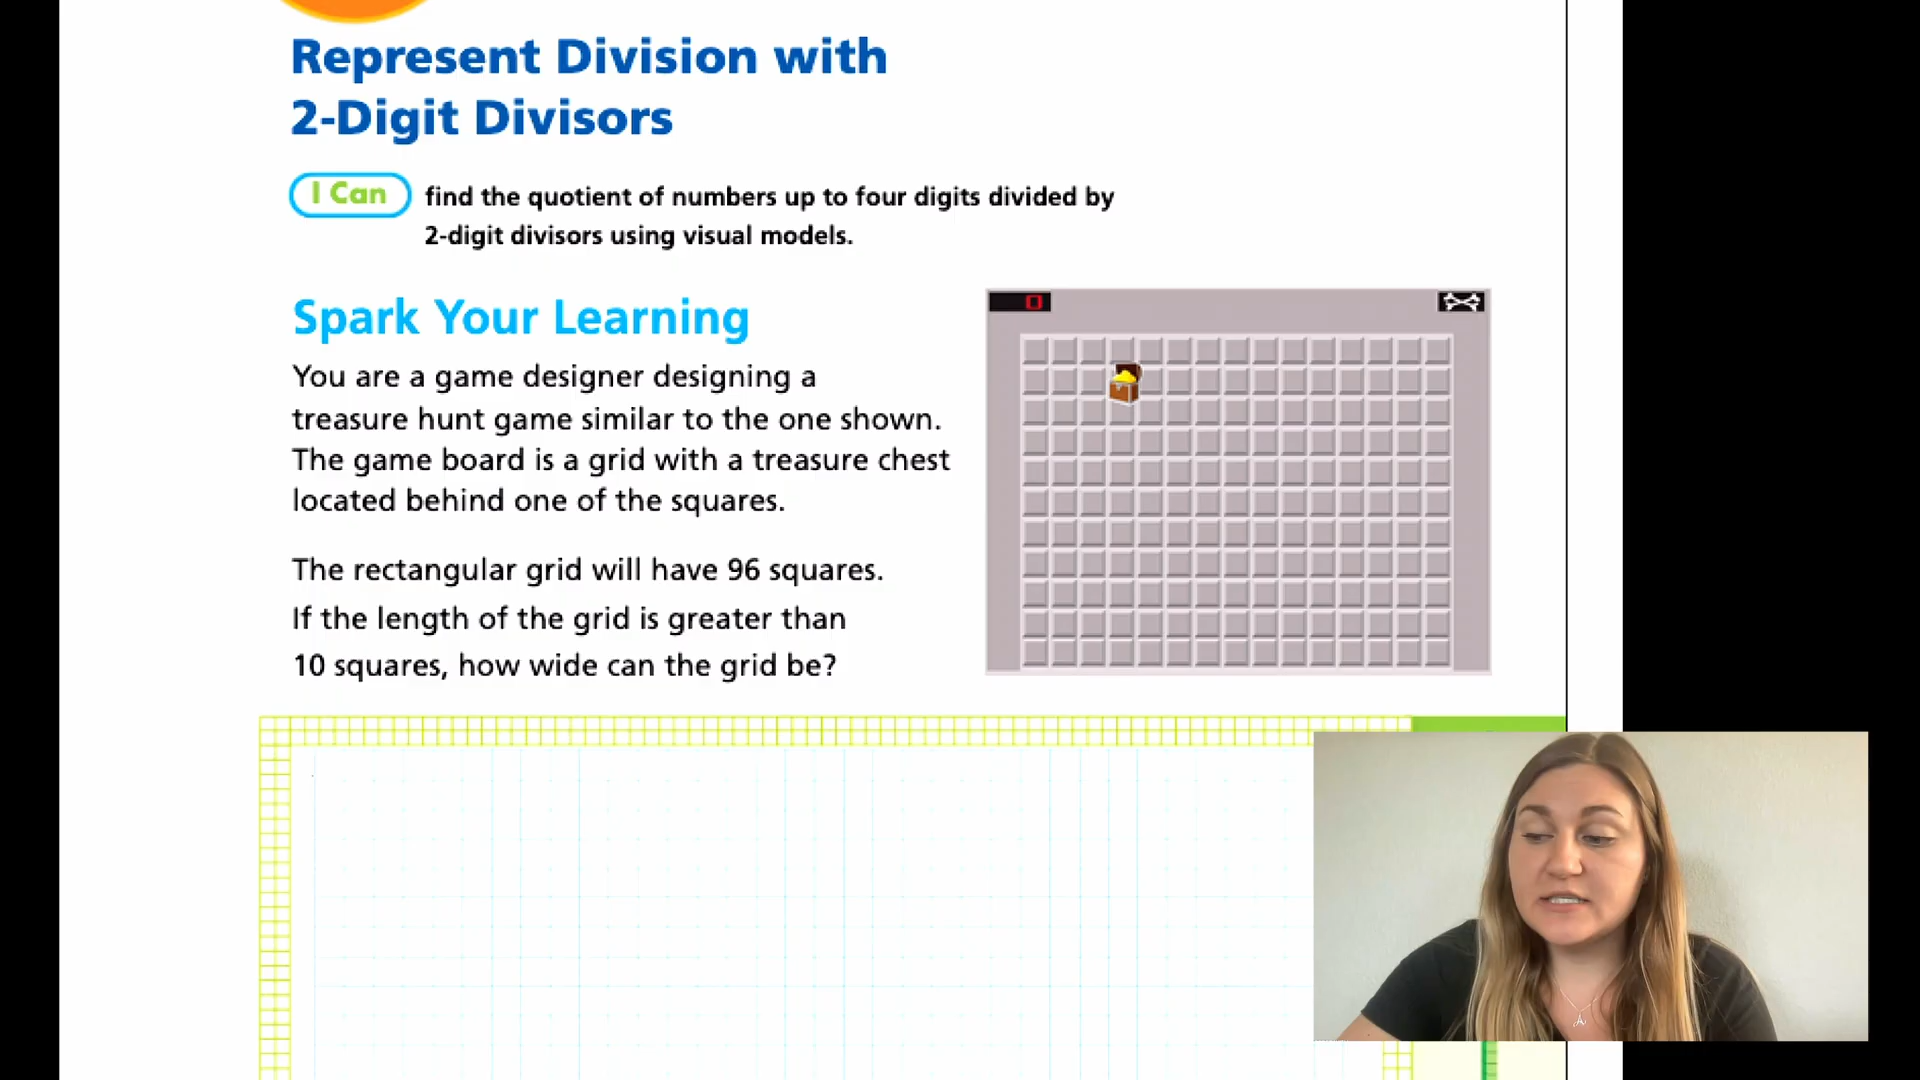 Represent Division with
2-Digit Divisors
I Can find the quotient of numbers up to four digits divided by
2-digit divisors using visual models.
Spark Your Learning
You are a game designer designing a
treasure hunt game similar to the one shown.
The game board is a grid with a treasure chest
located behind one of the squares.
The rectangular grid will have 96 squares.
If the length of the grid is greater than
10 squares, how wide can the grid be?
0
A